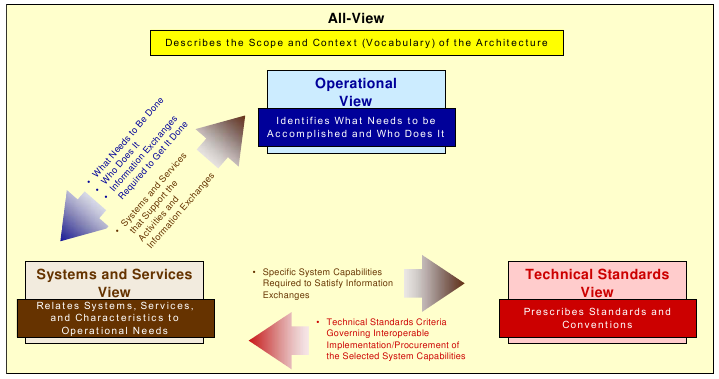 All-View
Describes the Scope and Context (Vocabulary) of the Architecture
Operational
View
Identifies What Needs to be
Accomplished and Who Does It
• What Needs to Be Done
• Who Does It
• Information Exchanges
Required to Get It Done
• Systems and Services
that Support the
Activities and
Information Exchanges
Systems and Services
View
Relates Systems, Services,
and Characteristics to
Operational Needs
• Specific System Capabilities
Required to Satisfy Information
Exchanges
• Technical Standards Criteria
Governing Interoperable
Implementation/Procurement of
the Selected System Capabilities
Technical Standards
View
Prescribes Standards and
Conventions